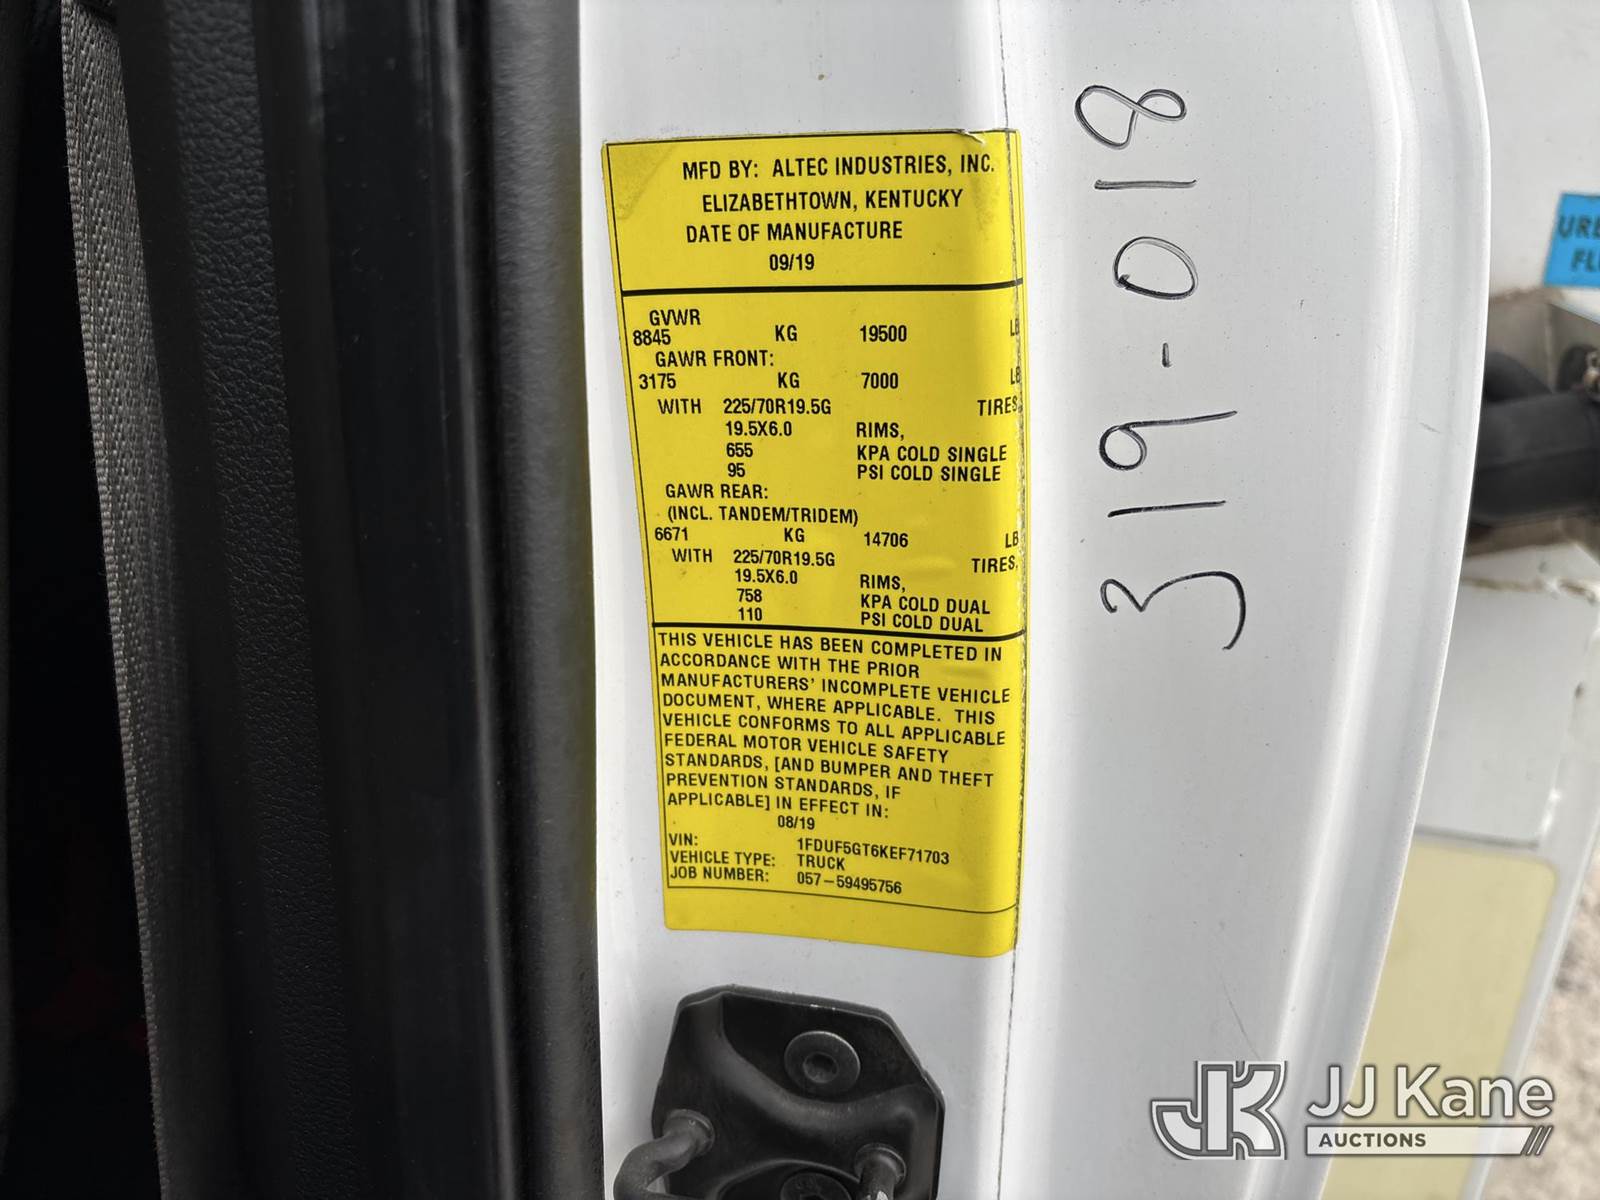 MFD BY: ALTEC INDUSTRIES, INC.
ELIZABETHTOWN, KENTUCKY
DATE OF MANUFACTURE
09/19
GVWR
8845 KG 19500 LB
GAWR FRONT:
3175 KG 7000 LB
WITH 225/70R19.5G TIRES,
19.5X6.0 RIMS,
655 KPA COLD SINGLE
95 PSI COLD SINGLE
GAWR REAR:
(INCL. TANDEM/TRIDEM)
6671 KG 14706 LB
WITH 225/70R19.5G TIRES,
19.5X6.0 RIMS,
758 KPA COLD DUAL
110 PSI COLD DUAL
THIS VEHICLE HAS BEEN COMPLETED IN
ACCORDANCE WITH THE PRIOR
MANUFACTURERS' INCOMPLETE VEHICLE
DOCUMENT, WHERE APPLICABLE. THIS
VEHICLE CONFORMS TO ALL APPLICABLE
FEDERAL MOTOR VEHICLE SAFETY
STANDARDS, [AND BUMPER AND THEFT
PREVENTION STANDARDS, IF
APPLICABLE] IN EFFECT IN:
08/19
VIN: 1FDUF5GT6KEF71703
VEHICLE TYPE: TRUCK
JOB NUMBER: 057-59495756
319-018
JK JJ Kane
AUCTIONS